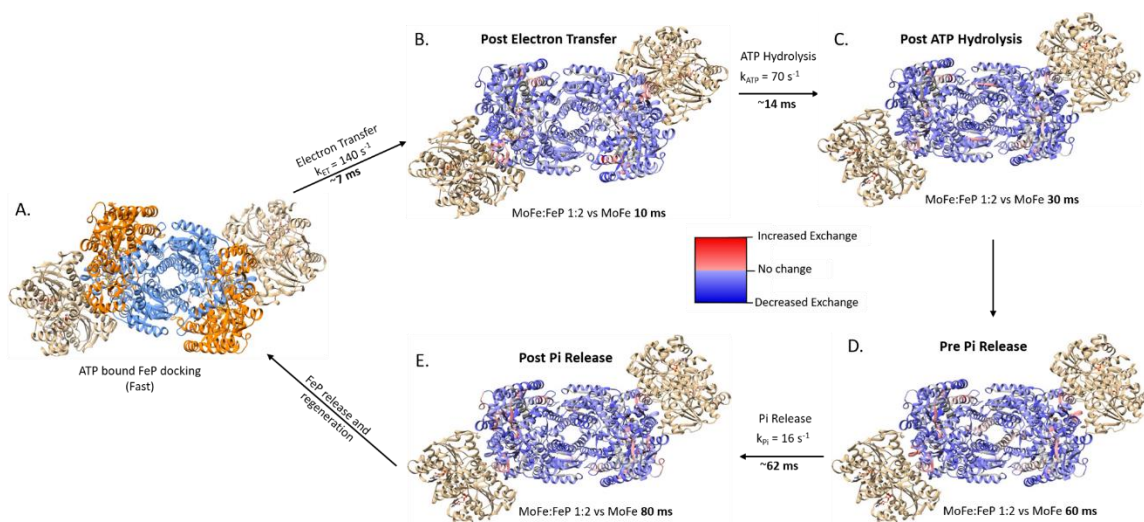 A.
ATP bound FeP docking
(Fast)
Electron Transfer
k_ET = 140 s⁻¹
~7 ms
B.
Post Electron Transfer
MoFe:FeP 1:2 vs MoFe 10 ms
ATP Hydrolysis
k_ATP = 70 s⁻¹
~14 ms
C.
Post ATP Hydrolysis
MoFe:FeP 1:2 vs MoFe 30 ms
Increased Exchange
No change
Decreased Exchange
D.
Pre Pi Release
MoFe:FeP 1:2 vs MoFe 60 ms
Pi Release
k_Pi = 16 s⁻¹
~62 ms
E.
Post Pi Release
MoFe:FeP 1:2 vs MoFe 80 ms
FeP release and
regeneration